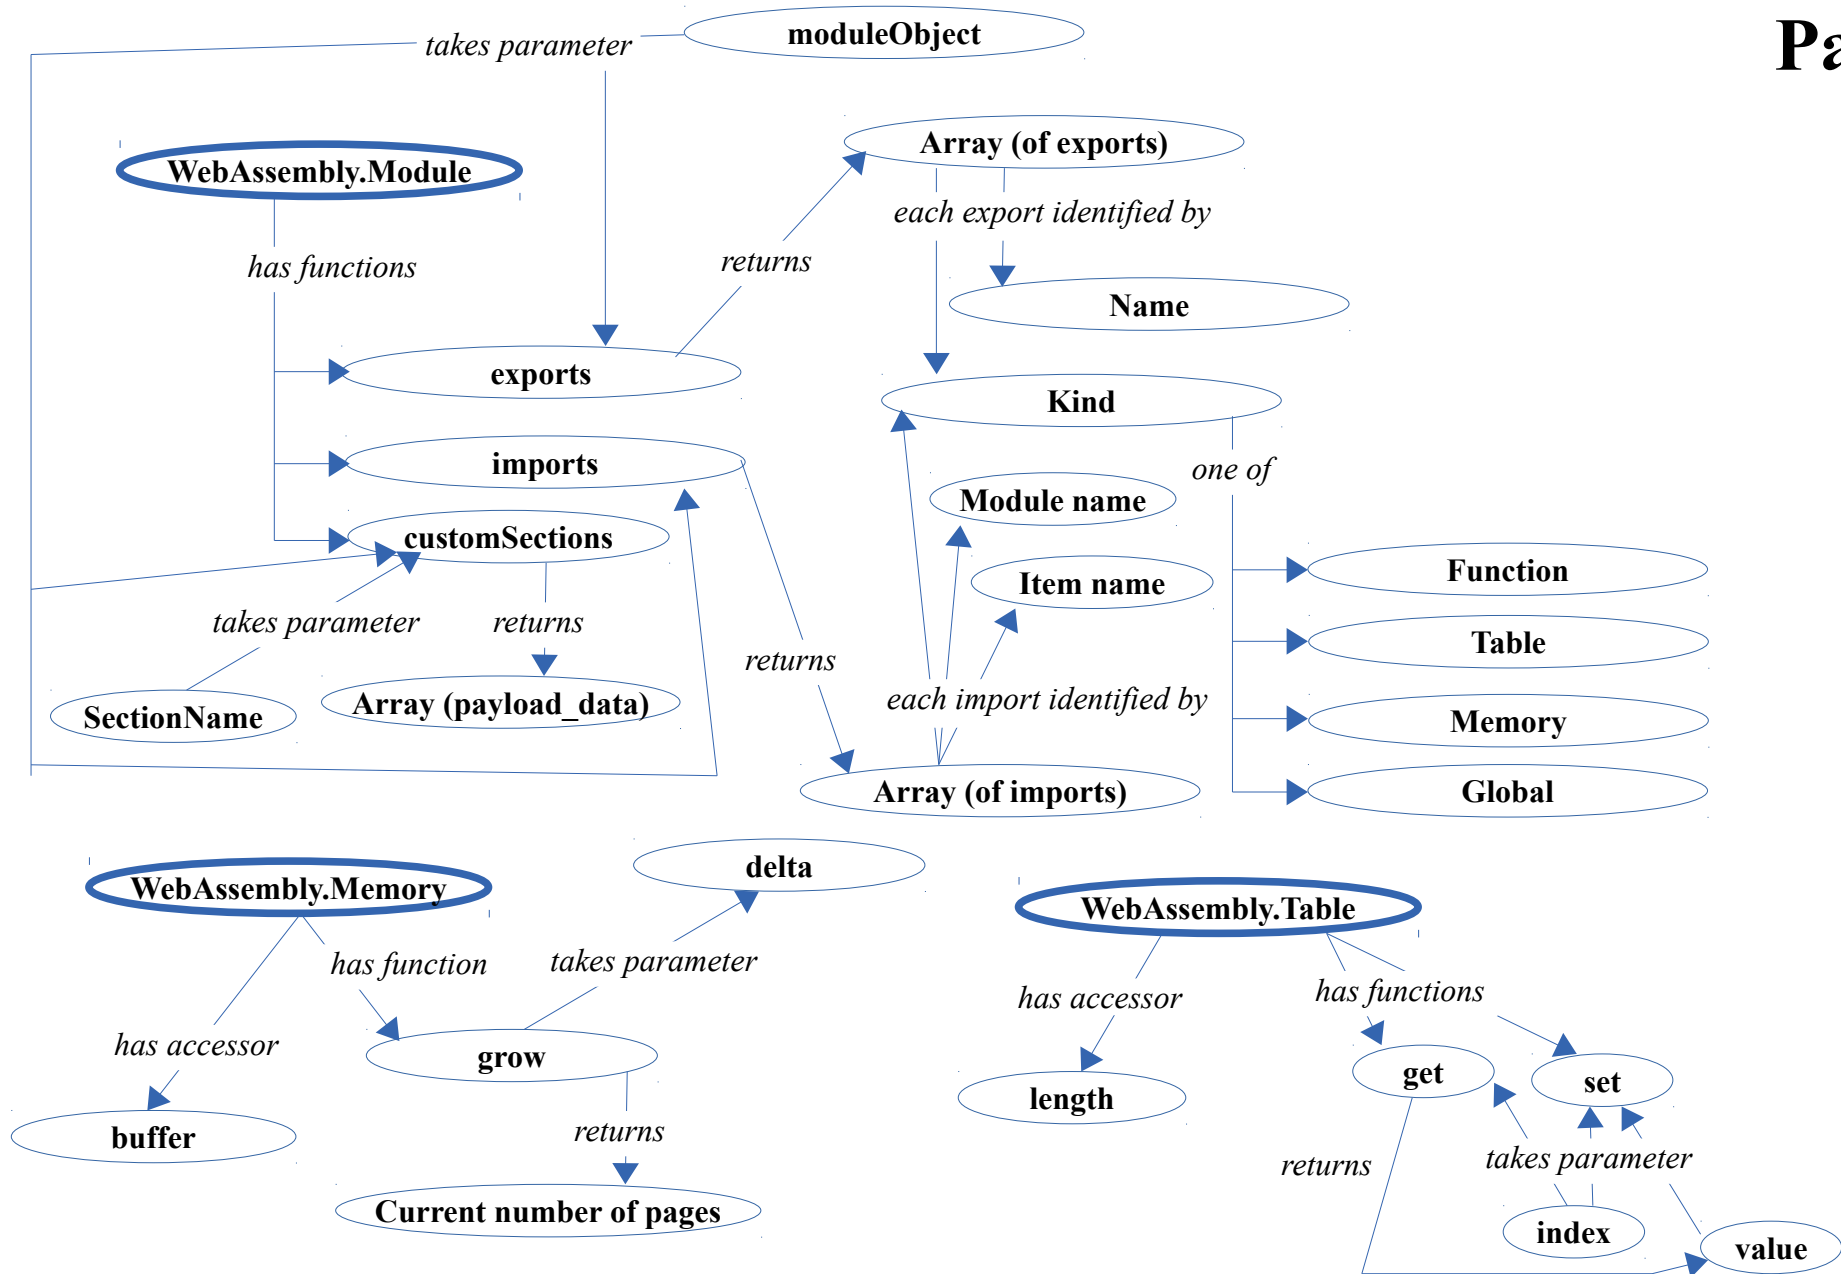 moduleObject
Pa
takes parameter
Array (of exports)
WebAssembly.Module
each export identified by
has functions
returns
Name
exports
Kind
imports
one of
Module name
customSections
Function
Item name
takes parameter
returns
Table
returns
each import identified by
SectionName
Array (payload_data)
Memory
Array (of imports)
Global
delta
WebAssembly.Memory
WebAssembly.Table
has function
takes parameter
has accessor
has functions
has accessor
grow
get
set
length
buffer
returns
returns
takes parameter
Current number of pages
index
value